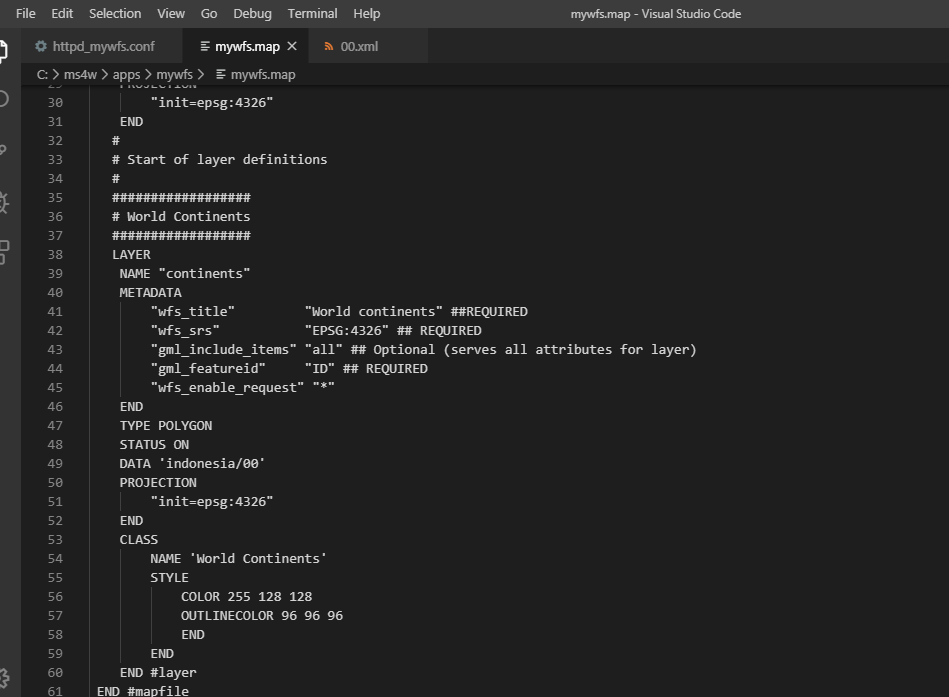 File Edit Selection View Go Debug Terminal Help mywfs.map - Visual Studio Code
httpd_mywfs.conf mywfs.map 00.xml
C: > ms4w > apps > mywfs > mywfs.map
29 PROJECTION
30 "init=epsg:4326"
31 END
32 #
33 # Start of layer definitions
34 #
35 ##################
36 # World Continents
37 ##################
38 LAYER
39 NAME "continents"
40 METADATA
41 "wfs_title" "World continents" ##REQUIRED
42 "wfs_srs" "EPSG:4326" ## REQUIRED
43 "gml_include_items" "all" ## Optional (serves all attributes for layer)
44 "gml_featureid" "ID" ## REQUIRED
45 "wfs_enable_request" "*"
46 END
47 TYPE POLYGON
48 STATUS ON
49 DATA 'indonesia/00'
50 PROJECTION
51 "init=epsg:4326"
52 END
53 CLASS
54 NAME 'World Continents'
55 STYLE
56 COLOR 255 128 128
57 OUTLINECOLOR 96 96 96
58 END
59 END
60 END #layer
61 END #mapfile